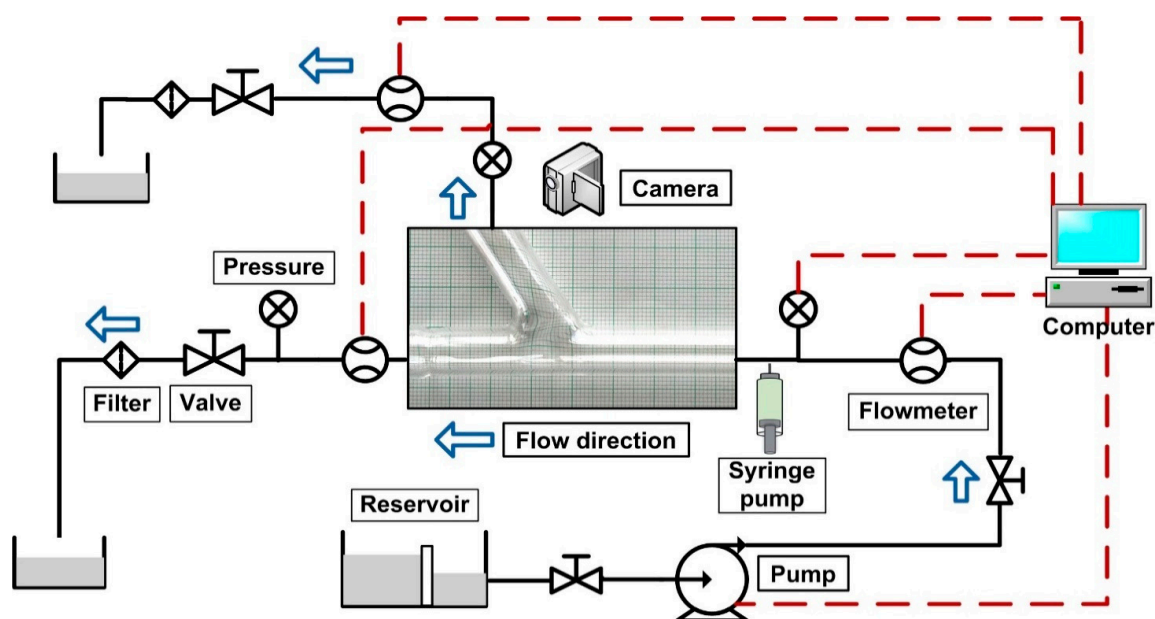 Camera
Pressure
Computer
Filter
Valve
Flowmeter
Flow direction
Syringe
pump
Reservoir
Pump